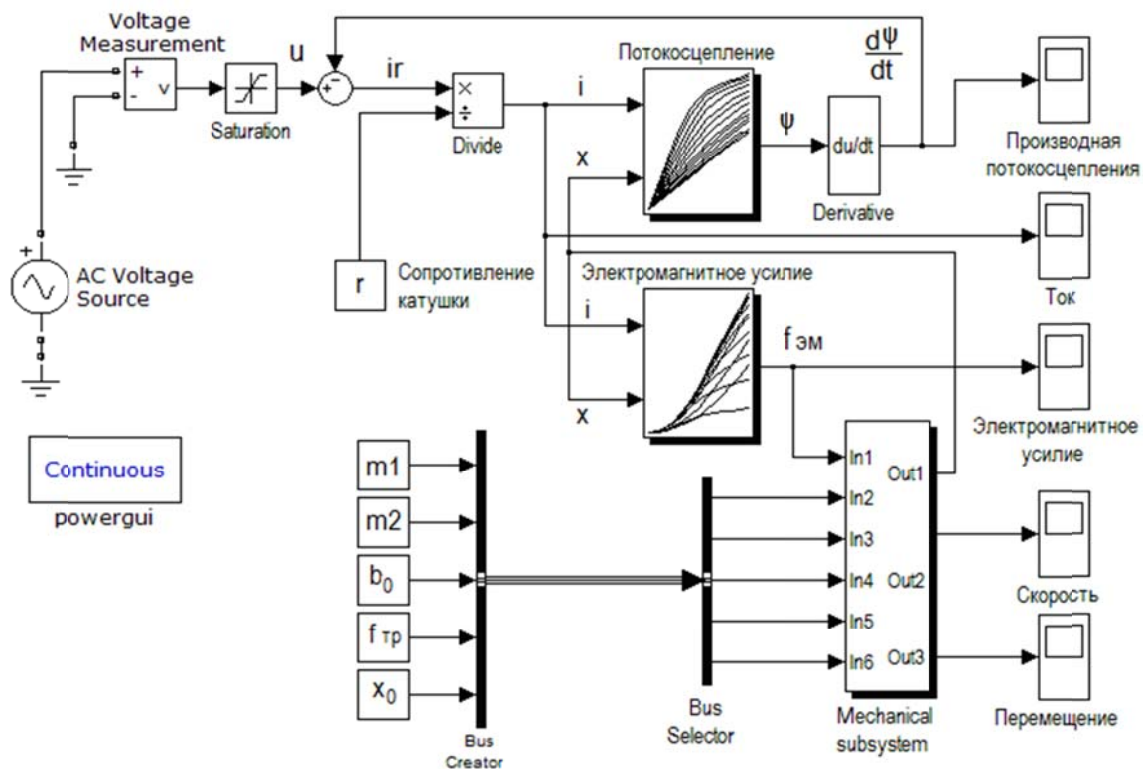 Voltage
Measurement
+
-
v
Saturation
u
+
-
ir
×
÷
Divide
i
x
Потокосцепление
ψ
du/dt
Derivative
dψ
dt
Производная
потокосцепления
+
AC Voltage
Source
r
Сопротивление
катушки
Электромагнитное усилие
i
x
f эм
Ток
Электромагнитное
усилие
Continuous
powergui
m1
m2
b0
f тр
x0
Bus
Creator
Bus
Selector
In1
In2
In3
In4
In5
In6
Out1
Out2
Out3
Mechanical
subsystem
Скорость
Перемещение